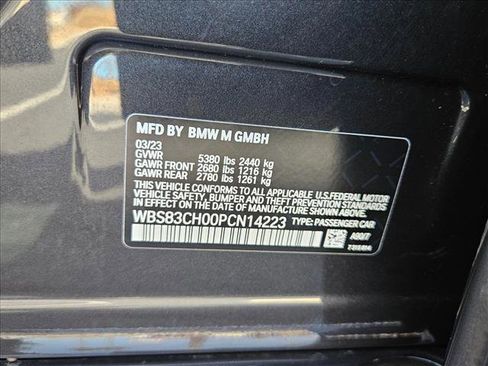 MFD BY BMW M GMBH
03/23
GVWR 5380 lbs 2440 kg
GAWR FRONT 2680 lbs 1216 kg
GAWR REAR 2780 lbs 1261 kg
THIS VEHICLE CONFORMS TO ALL APPLICABLE U.S.FEDERAL MOTOR
VEHICLE SAFETY, BUMPER AND THEFT PREVENTION STANDARDS
IN EFFECT ON THE DATE OF MANUFACTURE SHOWN ABOVE.
WBS83CH00PCN14223 TYPE: PASSENGER CAR
A90/7